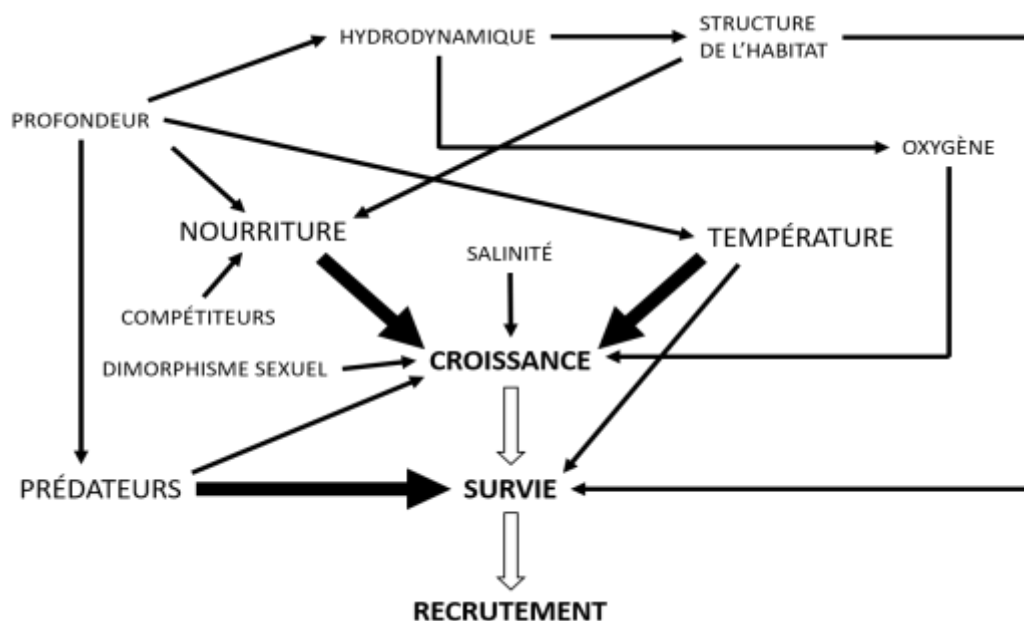 HYDRODYNAMIQUE
STRUCTURE
DE L'HABITAT
PROFONDEUR
OXYGÈNE
NOURRITURE
SALINITÉ
TEMPÉRATURE
COMPÉTITEURS
DIMORPHISME SEXUEL
CROISSANCE
PRÉDATEURS
SURVIE
RECRUTEMENT